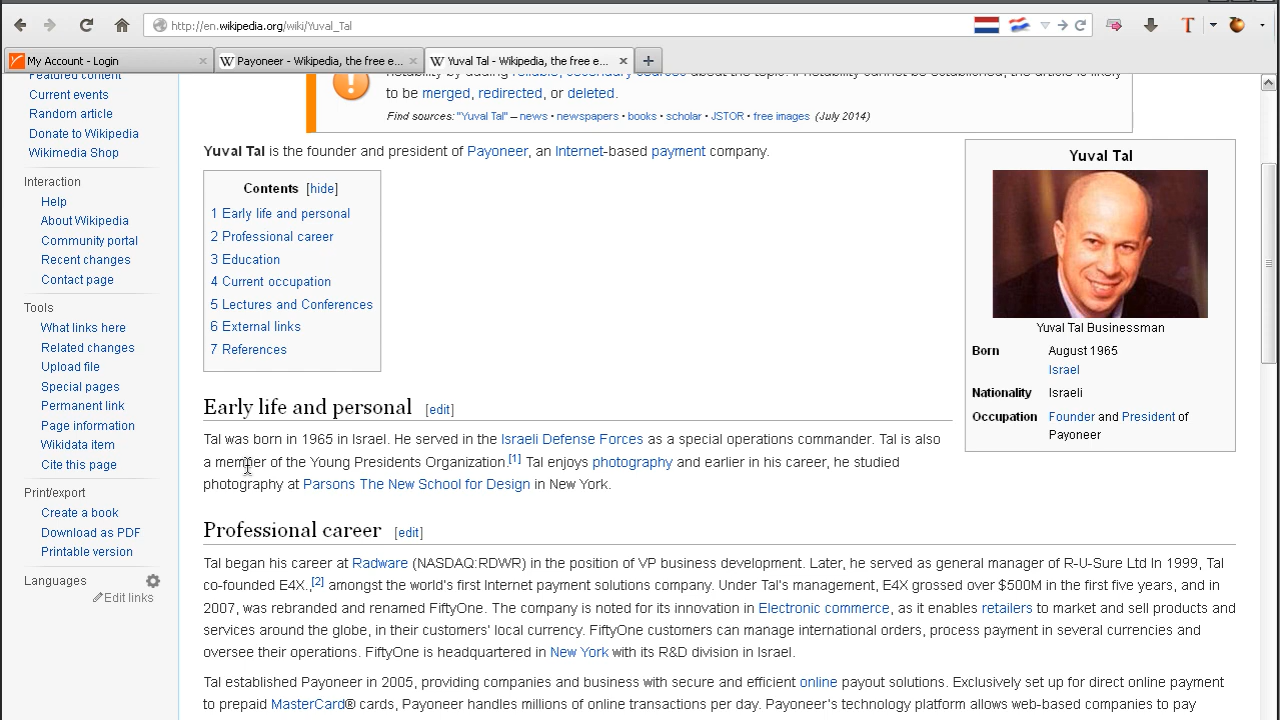 http://en.wikipedia.org/wiki/Yuval_Tal
T
My Account - Login
Payoneer - Wikipedia, the free e...
Yuval Tal - Wikipedia, the free e...
Featured content
Current events
Random article
Donate to Wikipedia
Wikimedia Shop
Interaction
Help
About Wikipedia
Community portal
Recent changes
Contact page
Tools
What links here
Related changes
Upload file
Special pages
Permanent link
Page information
Wikidata item
Cite this page
Print/export
Create a book
Download as PDF
Printable version
Languages
Edit links
notability by adding reliable, secondary sources about the topic. If notability cannot be established, the article is likely
to be merged, redirected, or deleted.
Find sources: "Yuval Tal" – news • newspapers • books • scholar • JSTOR • free images (July 2014)
Yuval Tal is the founder and president of Payoneer, an Internet-based payment company.
Contents [hide]
1 Early life and personal
2 Professional career
3 Education
4 Current occupation
5 Lectures and Conferences
6 External links
7 References
Yuval Tal
Yuval Tal Businessman
Born August 1965
Israel
Nationality Israeli
Occupation Founder and President of
Payoneer
Early life and personal [edit]
Tal was born in 1965 in Israel. He served in the Israeli Defense Forces as a special operations commander. Tal is also
a member of the Young Presidents Organization.[1] Tal enjoys photography and earlier in his career, he studied
photography at Parsons The New School for Design in New York.
Professional career [edit]
Tal began his career at Radware (NASDAQ:RDWR) in the position of VP business development. Later, he served as general manager of R-U-Sure Ltd In 1999, Tal
co-founded E4X.,[2] amongst the world's first Internet payment solutions company. Under Tal's management, E4X grossed over $500M in the first five years, and in
2007, was rebranded and renamed FiftyOne. The company is noted for its innovation in Electronic commerce, as it enables retailers to market and sell products and
services around the globe, in their customers' local currency. FiftyOne customers can manage international orders, process payment in several currencies and
oversee their operations. FiftyOne is headquartered in New York with its R&D division in Israel.
Tal established Payoneer in 2005, providing companies and business with secure and efficient online payout solutions. Exclusively set up for direct online payment
to prepaid MasterCard® cards, Payoneer handles millions of online transactions per day. Payoneer's technology platform allows web-based companies to pay